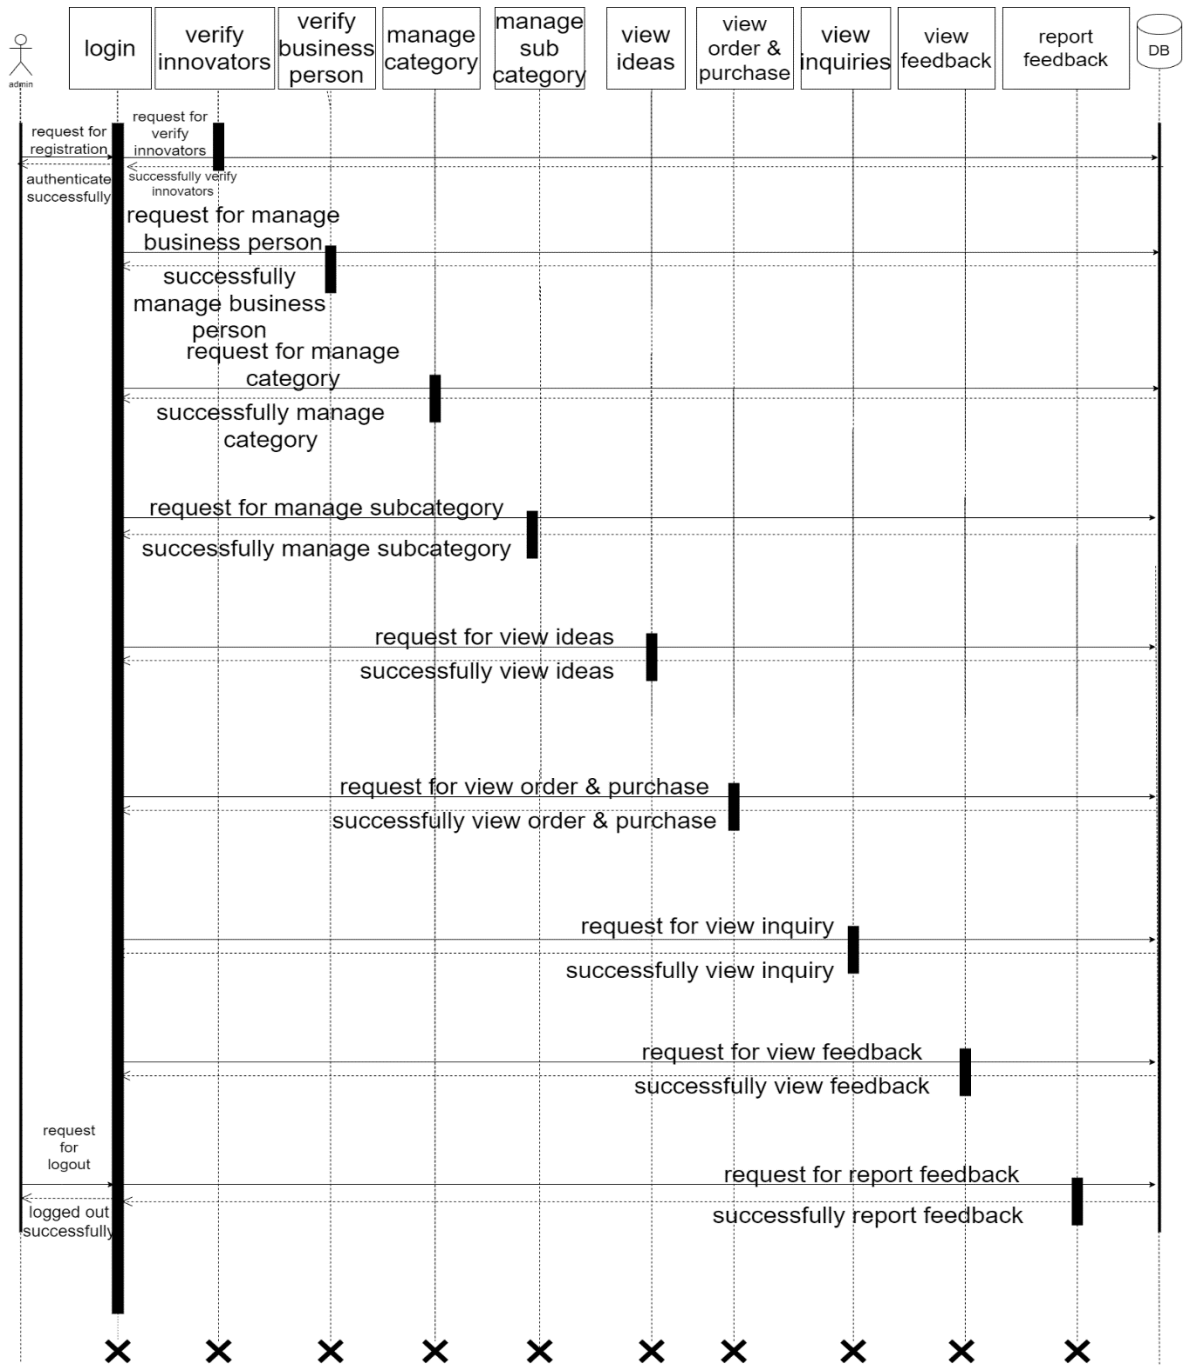 admin
login
verify
innovators
verify
business
person
manage
category
manage
sub
category
view
ideas
view
order &
purchase
view
inquiries
view
feedback
report
feedback
DB
request for
registration
authenticate
successfully
request for
verify
innovators
successfully verify
innovators
request for manage
business person
successfully
manage business
person
request for manage
category
successfully manage
category
request for manage subcategory
successfully manage subcategory
request for view ideas
successfully view ideas
request for view order & purchase
successfully view order & purchase
request for view inquiry
successfully view inquiry
request for view feedback
successfully view feedback
request
for
logout
logged out
successfully
request for report feedback
successfully report feedback